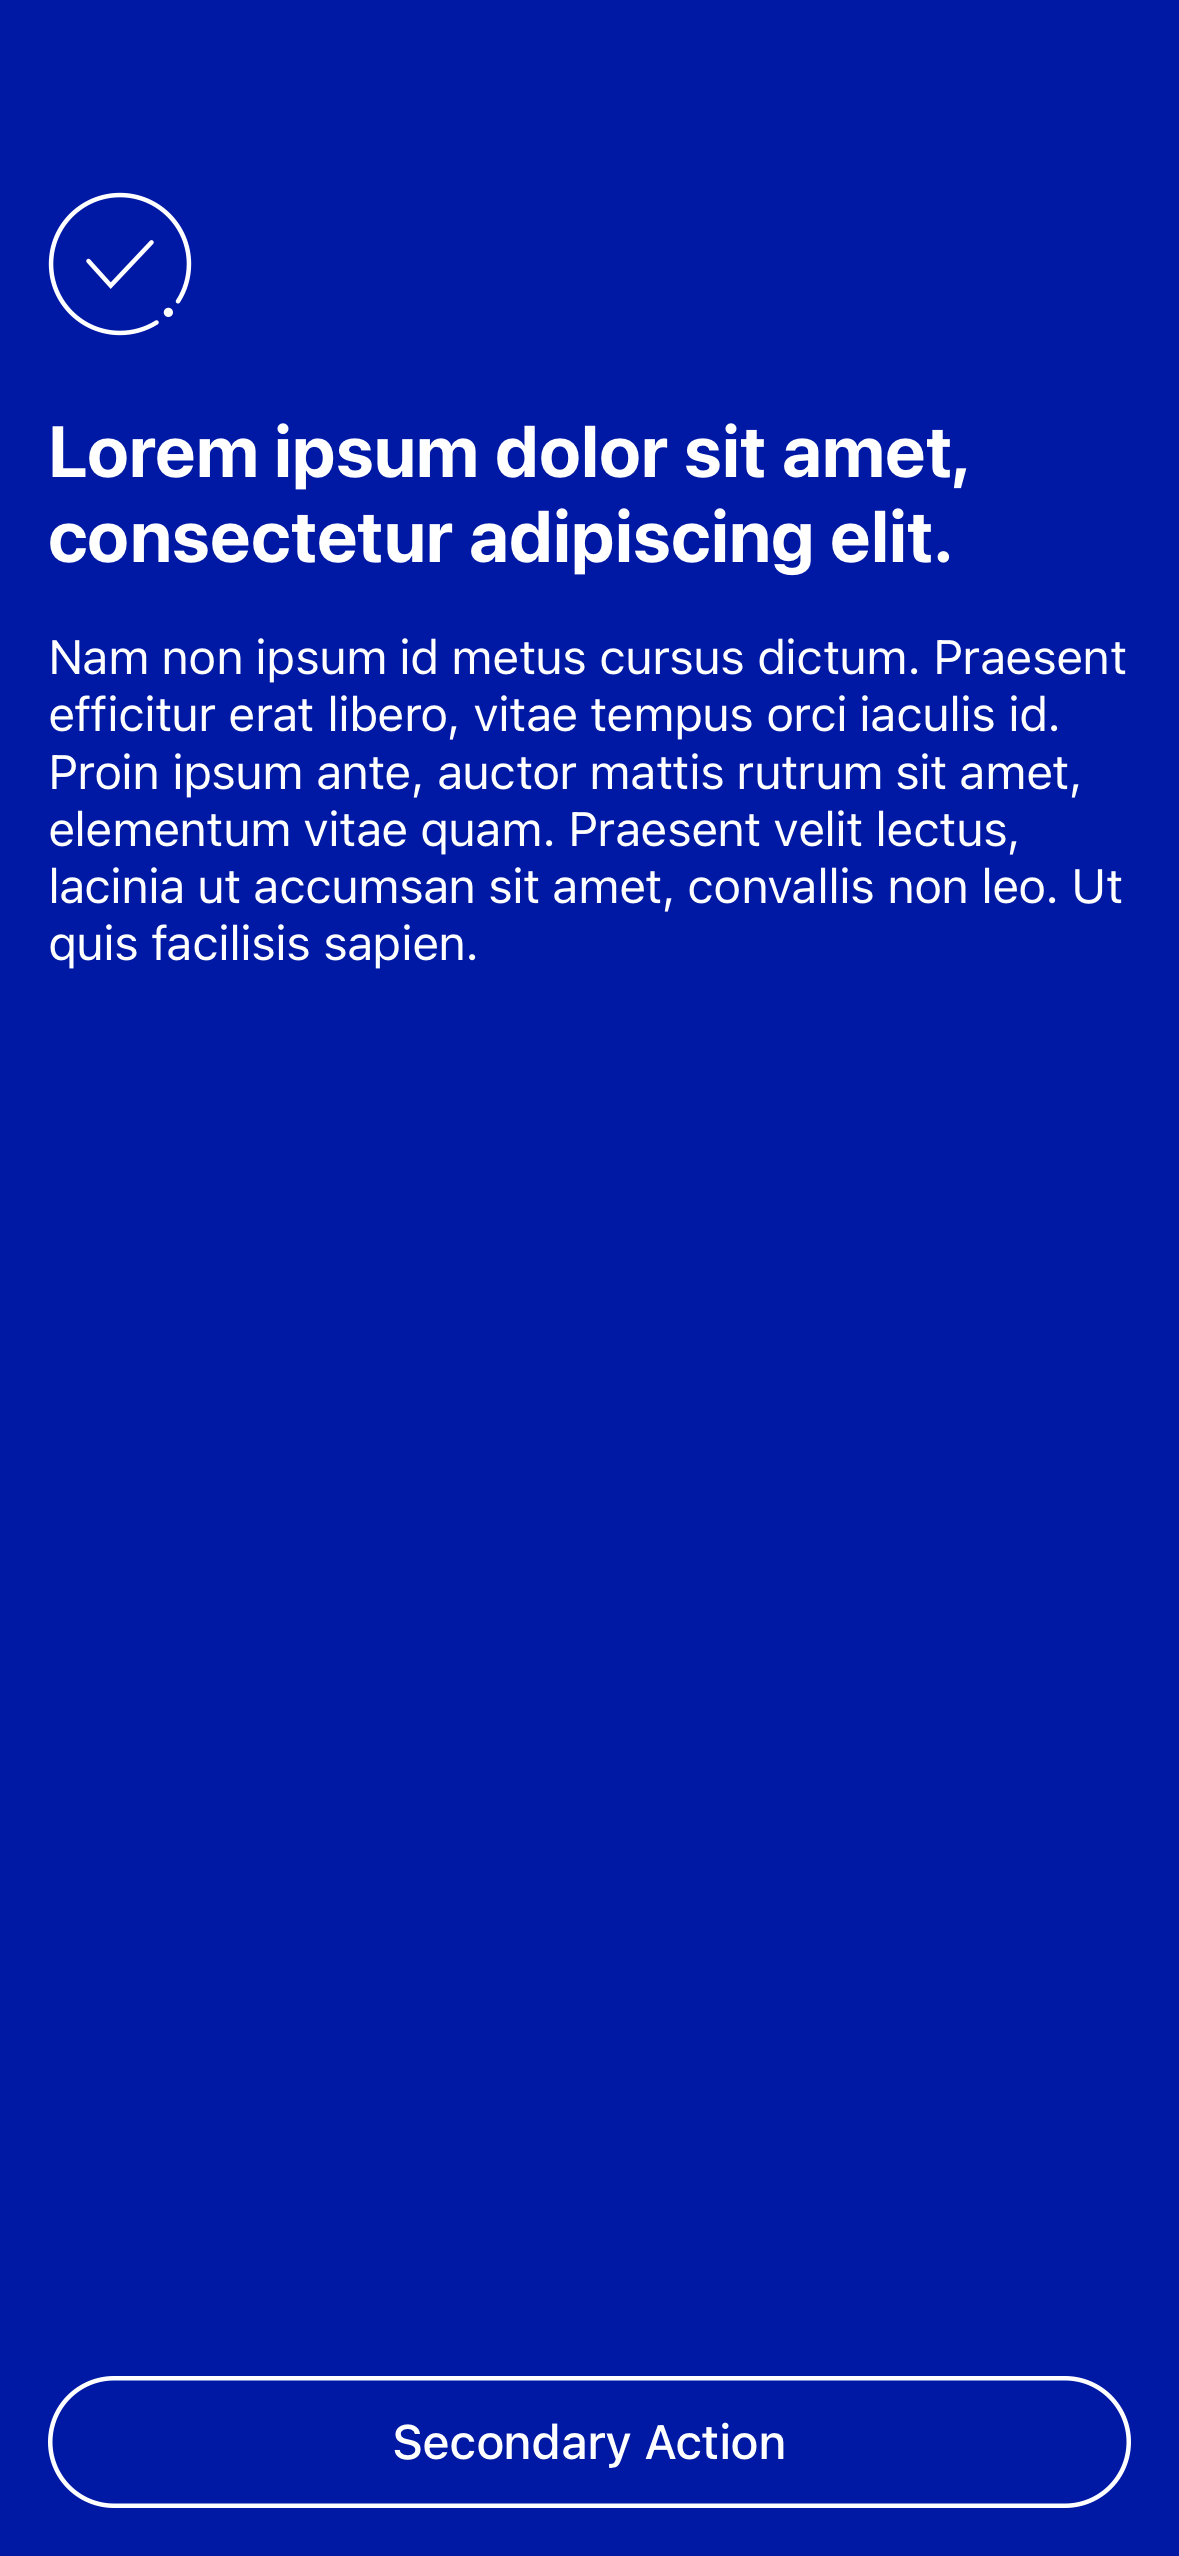 Lorem ipsum dolor sit amet,
consectetur adipiscing elit.
Nam non ipsum id metus cursus dictum. Praesent
efficitur erat libero, vitae tempus orci iaculis id.
Proin ipsum ante, auctor mattis rutrum sit amet,
elementum vitae quam. Praesent velit lectus,
lacinia ut accumsan sit amet, convallis non leo. Ut
quis facilisis sapien.
Secondary Action